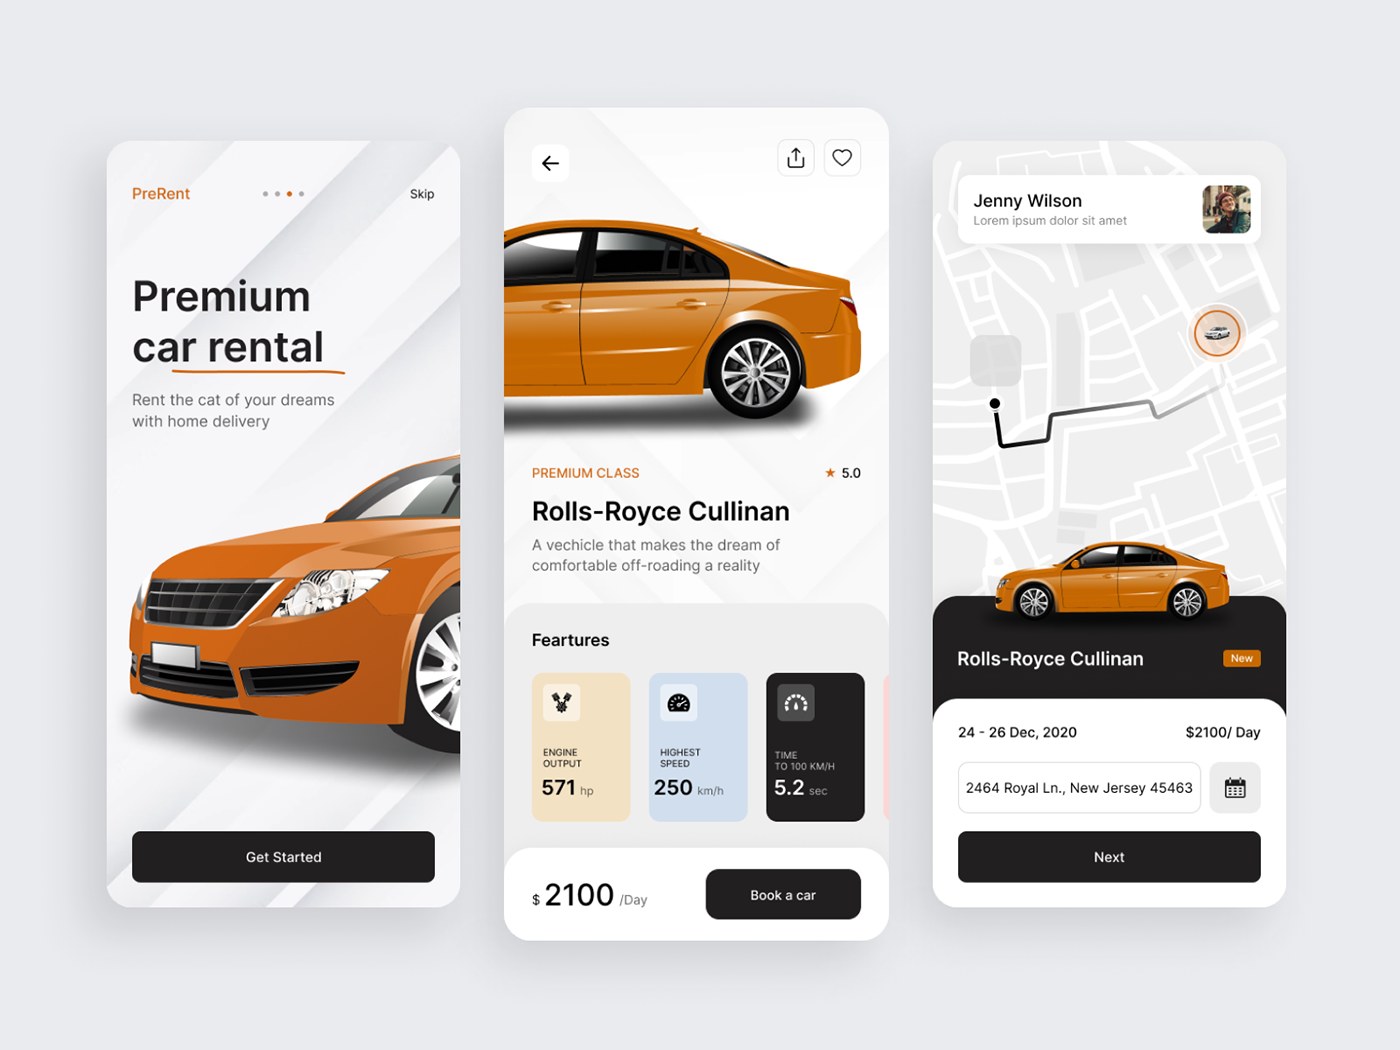 PreRent
Skip
Premium
car rental
Rent the cat of your dreams
with home delivery
Get Started
PREMIUM CLASS
★ 5.0
Rolls-Royce Cullinan
A vechicle that makes the dream of
comfortable off-roading a reality
Feartures
ENGINE
OUTPUT
571 hp
HIGHEST
SPEED
250 km/h
TIME
TO 100 KM/H
5.2 sec
$ 2100 /Day
Book a car
Jenny Wilson
Lorem ipsum dolor sit amet
Rolls-Royce Cullinan
New
24 - 26 Dec, 2020
$2100/ Day
2464 Royal Ln., New Jersey 45463
Next